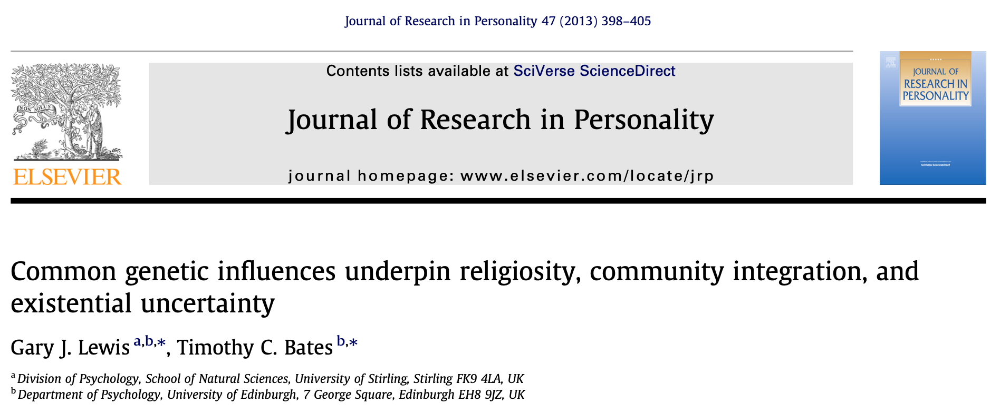 Journal of Research in Personality 47 (2013) 398–405
Contents lists available at SciVerse ScienceDirect
Journal of Research in Personality
journal homepage: www.elsevier.com/locate/jrp
NON SOLUS
ELSEVIER
JOURNAL OF
RESEARCH IN
PERSONALITY
SciVerse ScienceDirect
Common genetic influences underpin religiosity, community integration, and
existential uncertainty
Gary J. Lewis a,b,*, Timothy C. Bates b,*
a Division of Psychology, School of Natural Sciences, University of Stirling, Stirling FK9 4LA, UK
b Department of Psychology, University of Edinburgh, 7 George Square, Edinburgh EH8 9JZ, UK